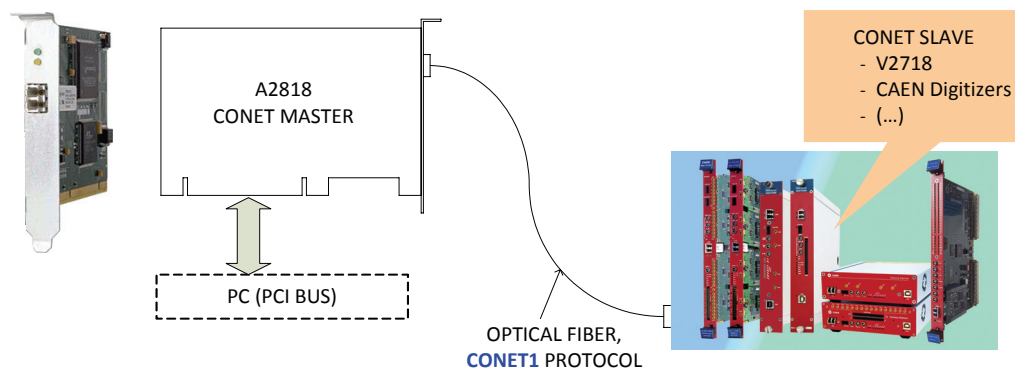 A2818
CONET MASTER
PC (PCI BUS)
OPTICAL FIBER,
CONET1 PROTOCOL
CONET SLAVE
- V2718
- CAEN Digitizers
- (...)